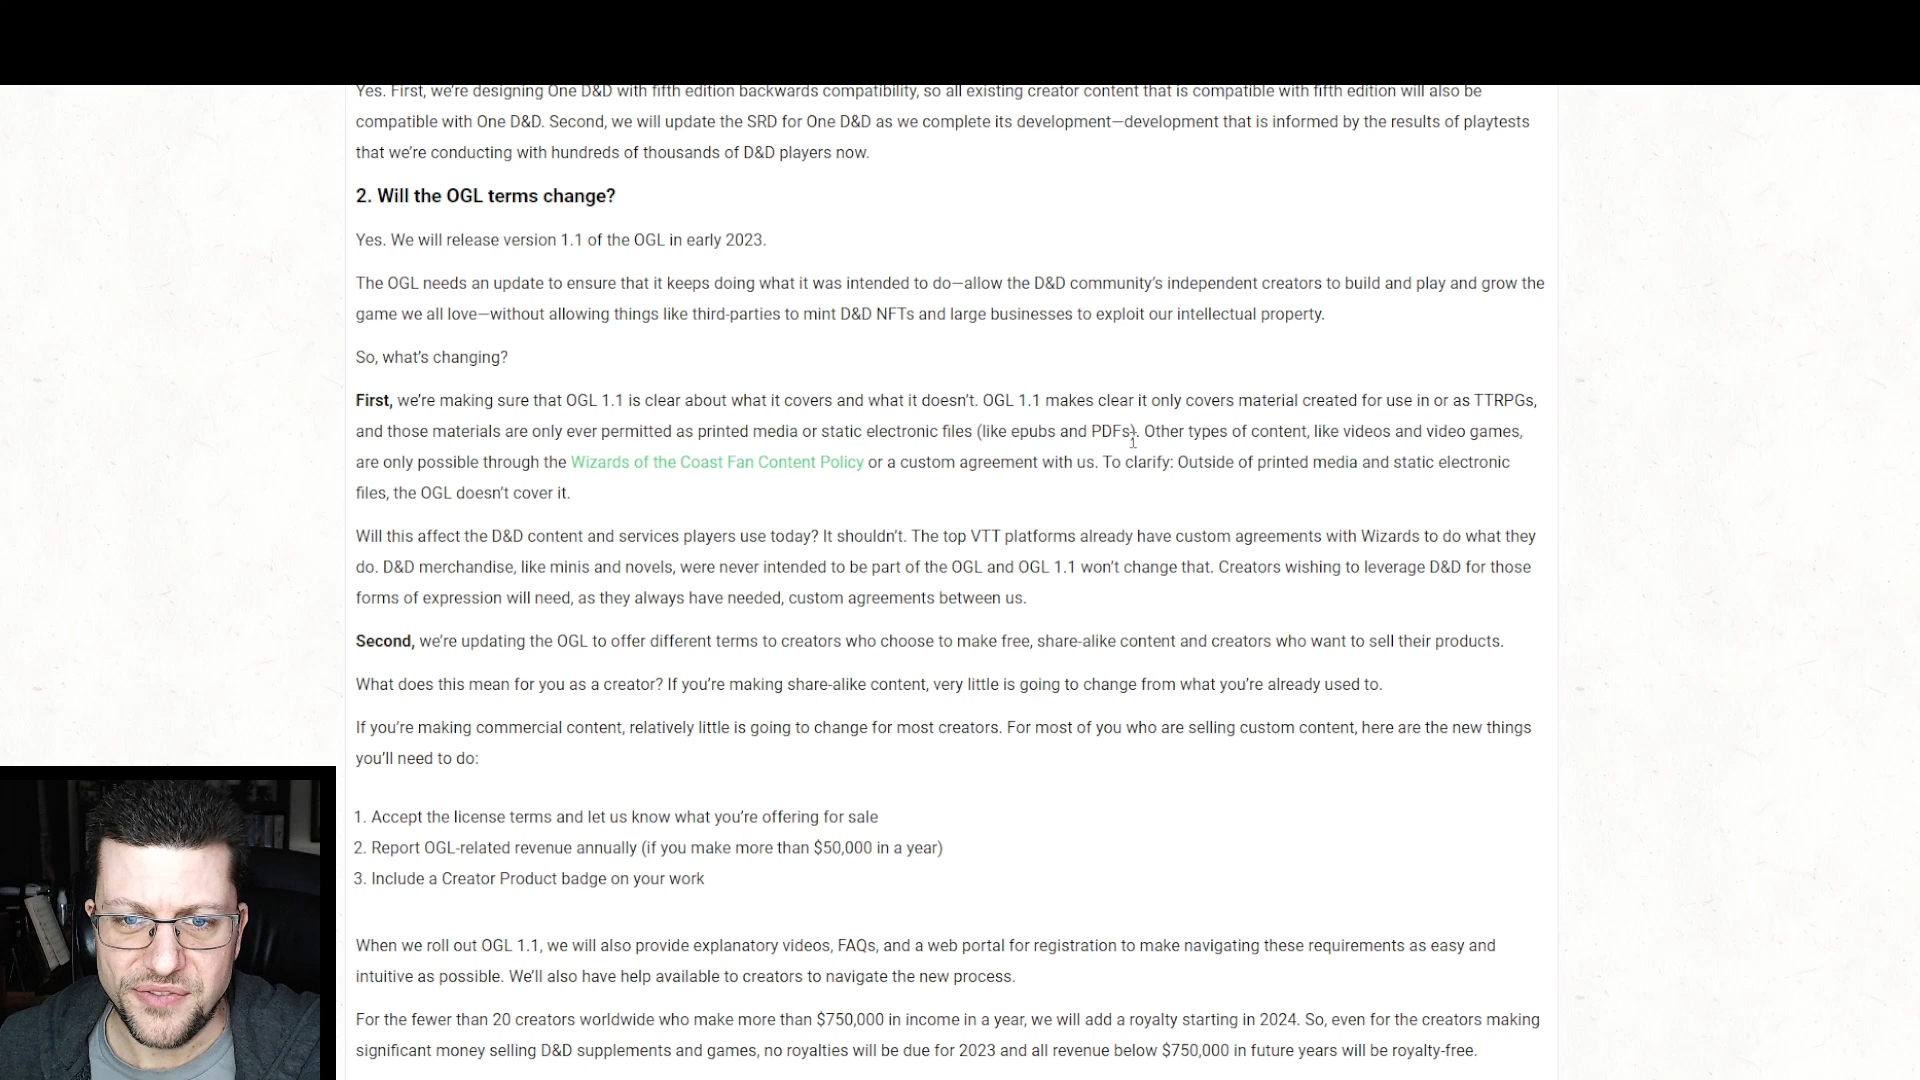 Yes. First, we're designing One D&D with fifth edition backwards compatibility, so all existing creator content that is compatible with fifth edition will also be
compatible with One D&D. Second, we will update the SRD for One D&D as we complete its development—development that is informed by the results of playtests
that we're conducting with hundreds of thousands of D&D players now.
2. Will the OGL terms change?
Yes. We will release version 1.1 of the OGL in early 2023.
The OGL needs an update to ensure that it keeps doing what it was intended to do—allow the D&D community's independent creators to build and play and grow the
game we all love—without allowing things like third-parties to mint D&D NFTs and large businesses to exploit our intellectual property.
So, what's changing?
First, we're making sure that OGL 1.1 is clear about what it covers and what it doesn't. OGL 1.1 makes clear it only covers material created for use in or as TTRPGs,
and those materials are only ever permitted as printed media or static electronic files (like epubs and PDFs). Other types of content, like videos and video games,
are only possible through the Wizards of the Coast Fan Content Policy or a custom agreement with us. To clarify: Outside of printed media and static electronic
files, the OGL doesn't cover it.
Will this affect the D&D content and services players use today? It shouldn't. The top VTT platforms already have custom agreements with Wizards to do what they
do. D&D merchandise, like minis and novels, were never intended to be part of the OGL and OGL 1.1 won't change that. Creators wishing to leverage D&D for those
forms of expression will need, as they always have needed, custom agreements between us.
Second, we're updating the OGL to offer different terms to creators who choose to make free, share-alike content and creators who want to sell their products.
What does this mean for you as a creator? If you're making share-alike content, very little is going to change from what you're already used to.
If you're making commercial content, relatively little is going to change for most creators. For most of you who are selling custom content, here are the new things
you'll need to do:
1. Accept the license terms and let us know what you're offering for sale
2. Report OGL-related revenue annually (if you make more than $50,000 in a year)
3. Include a Creator Product badge on your work
When we roll out OGL 1.1, we will also provide explanatory videos, FAQs, and a web portal for registration to make navigating these requirements as easy and
intuitive as possible. We'll also have help available to creators to navigate the new process.
For the fewer than 20 creators worldwide who make more than $750,000 in income in a year, we will add a royalty starting in 2024. So, even for the creators making
significant money selling D&D supplements and games, no royalties will be due for 2023 and all revenue below $750,000 in future years will be royalty-free.